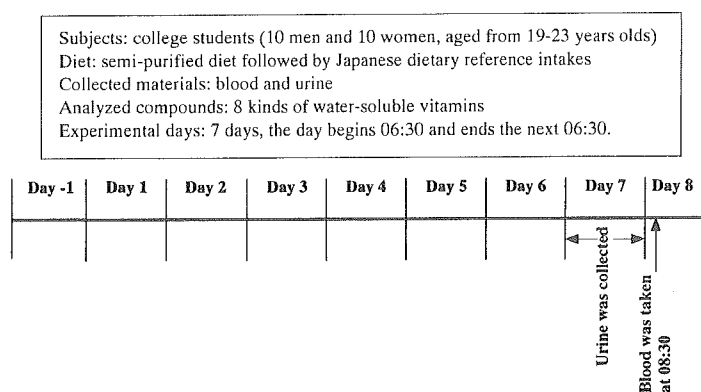 Subjects: college students (10 men and 10 women, aged from 19-23 years olds)
Diet: semi-purified diet followed by Japanese dietary reference intakes
Collected materials: blood and urine
Analyzed compounds: 8 kinds of water-soluble vitamins
Experimental days: 7 days, the day begins 06:30 and ends the next 06:30.
Day -1 Day 1 Day 2 Day 3 Day 4 Day 5 Day 6 Day 7 Day 8
Urine was collected
Blood was taken
at 08:30